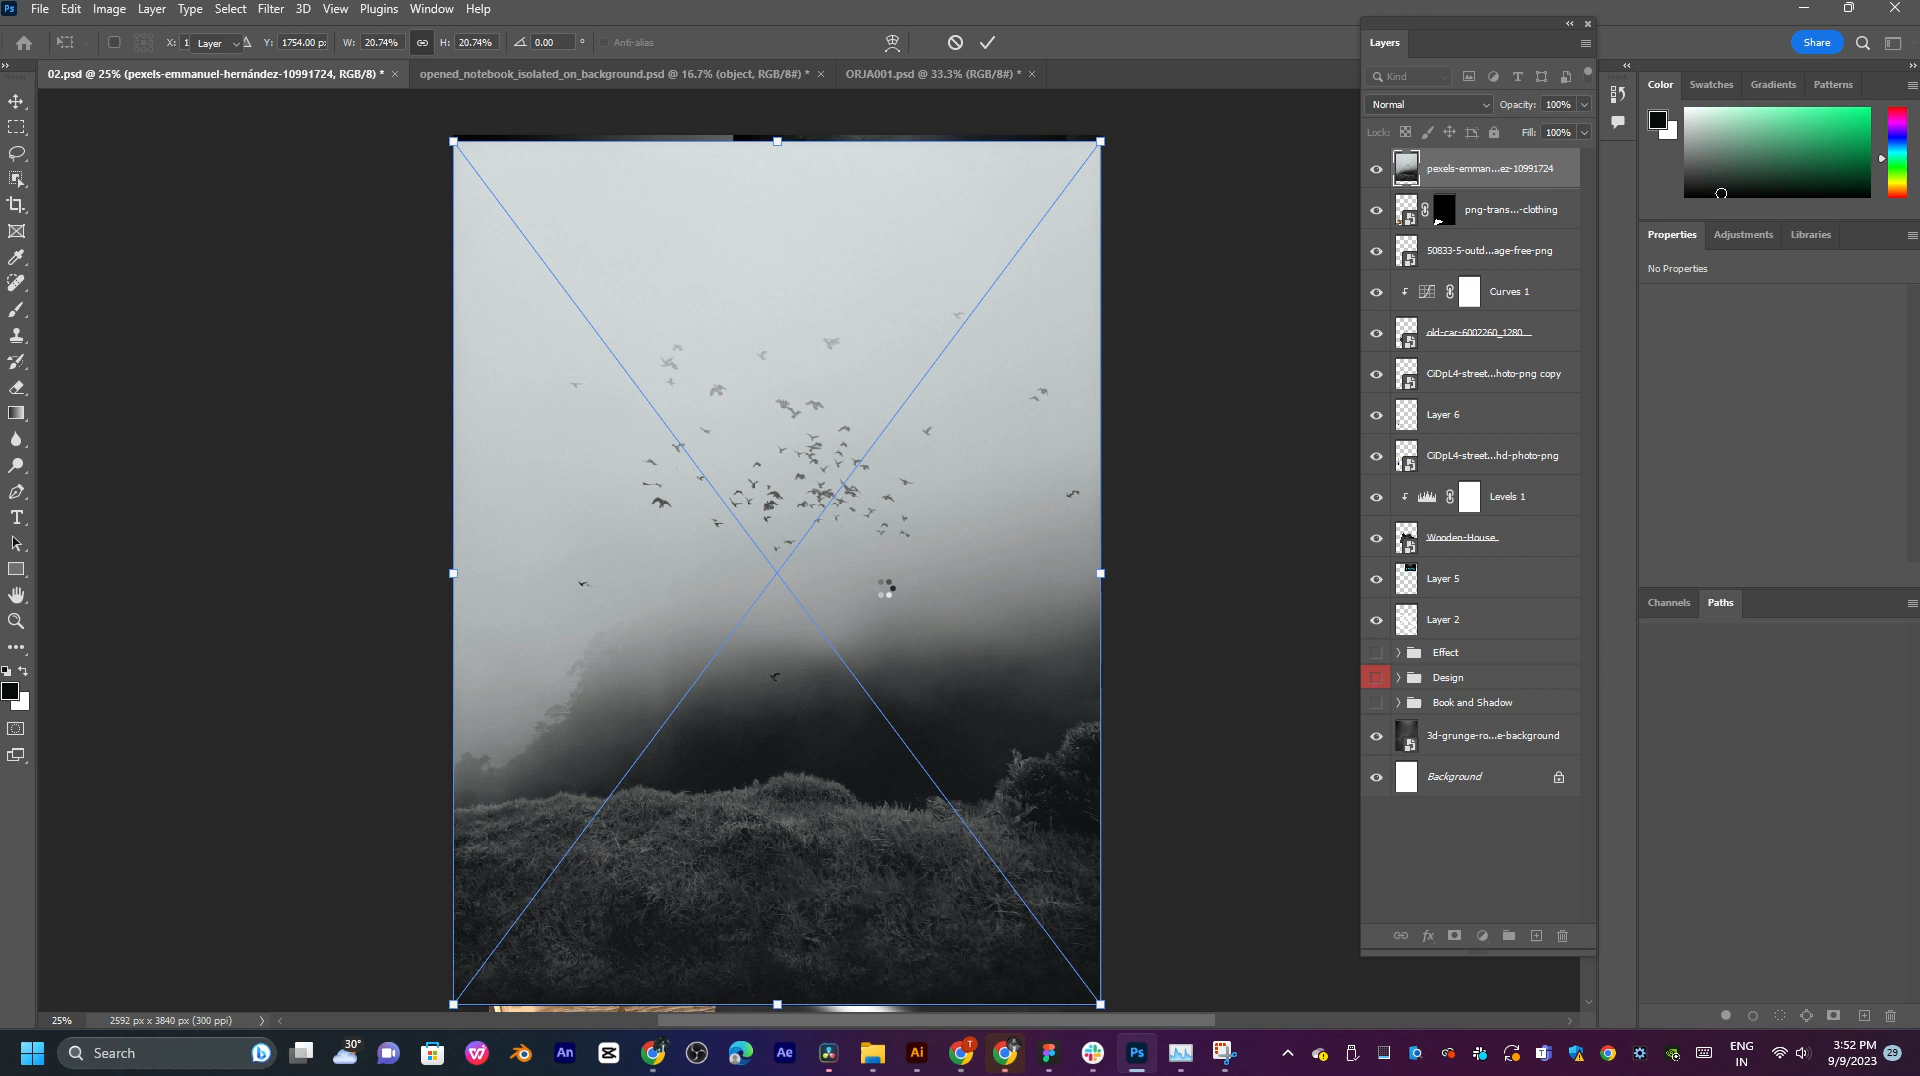 File Edit Image Layer Type Select Filter 3D View Plugins Window Help
X: 1 Layer Y: 1754.00 px W: 20.74% H: 20.74% 0.00 ° Anti-alias
Share
02.psd @ 25% (pexels-emmanuel-hernández-10991724, RGB/8) * × opened_notebook_isolated_on_background.psd @ 16.7% (object, RGB/8#) * × ORJA001.psd @ 33.3% (RGB/8#) * ×
Layers
Kind
Normal Opacity: 100%
Lock: Fill: 100%
pexels-emman...ez-10991724
png-trans...-clothing
50833-5-outd...age-free-png
Curves 1
old-car-6002260_1280
CiDpL4-street...hoto-png copy
Layer 6
CiDpL4-street...hd-photo-png
Levels 1
Wooden-House
Layer 5
Layer 2
Effect
Design
Book and Shadow
3d-grunge-ro...e-background
Background
Color Swatches Gradients Patterns
Properties Adjustments Libraries
No Properties
Channels Paths
25% 2592 px x 3840 px (300 ppi)
Search
30°
ENG
IN
3:52 PM
9/9/2023
29